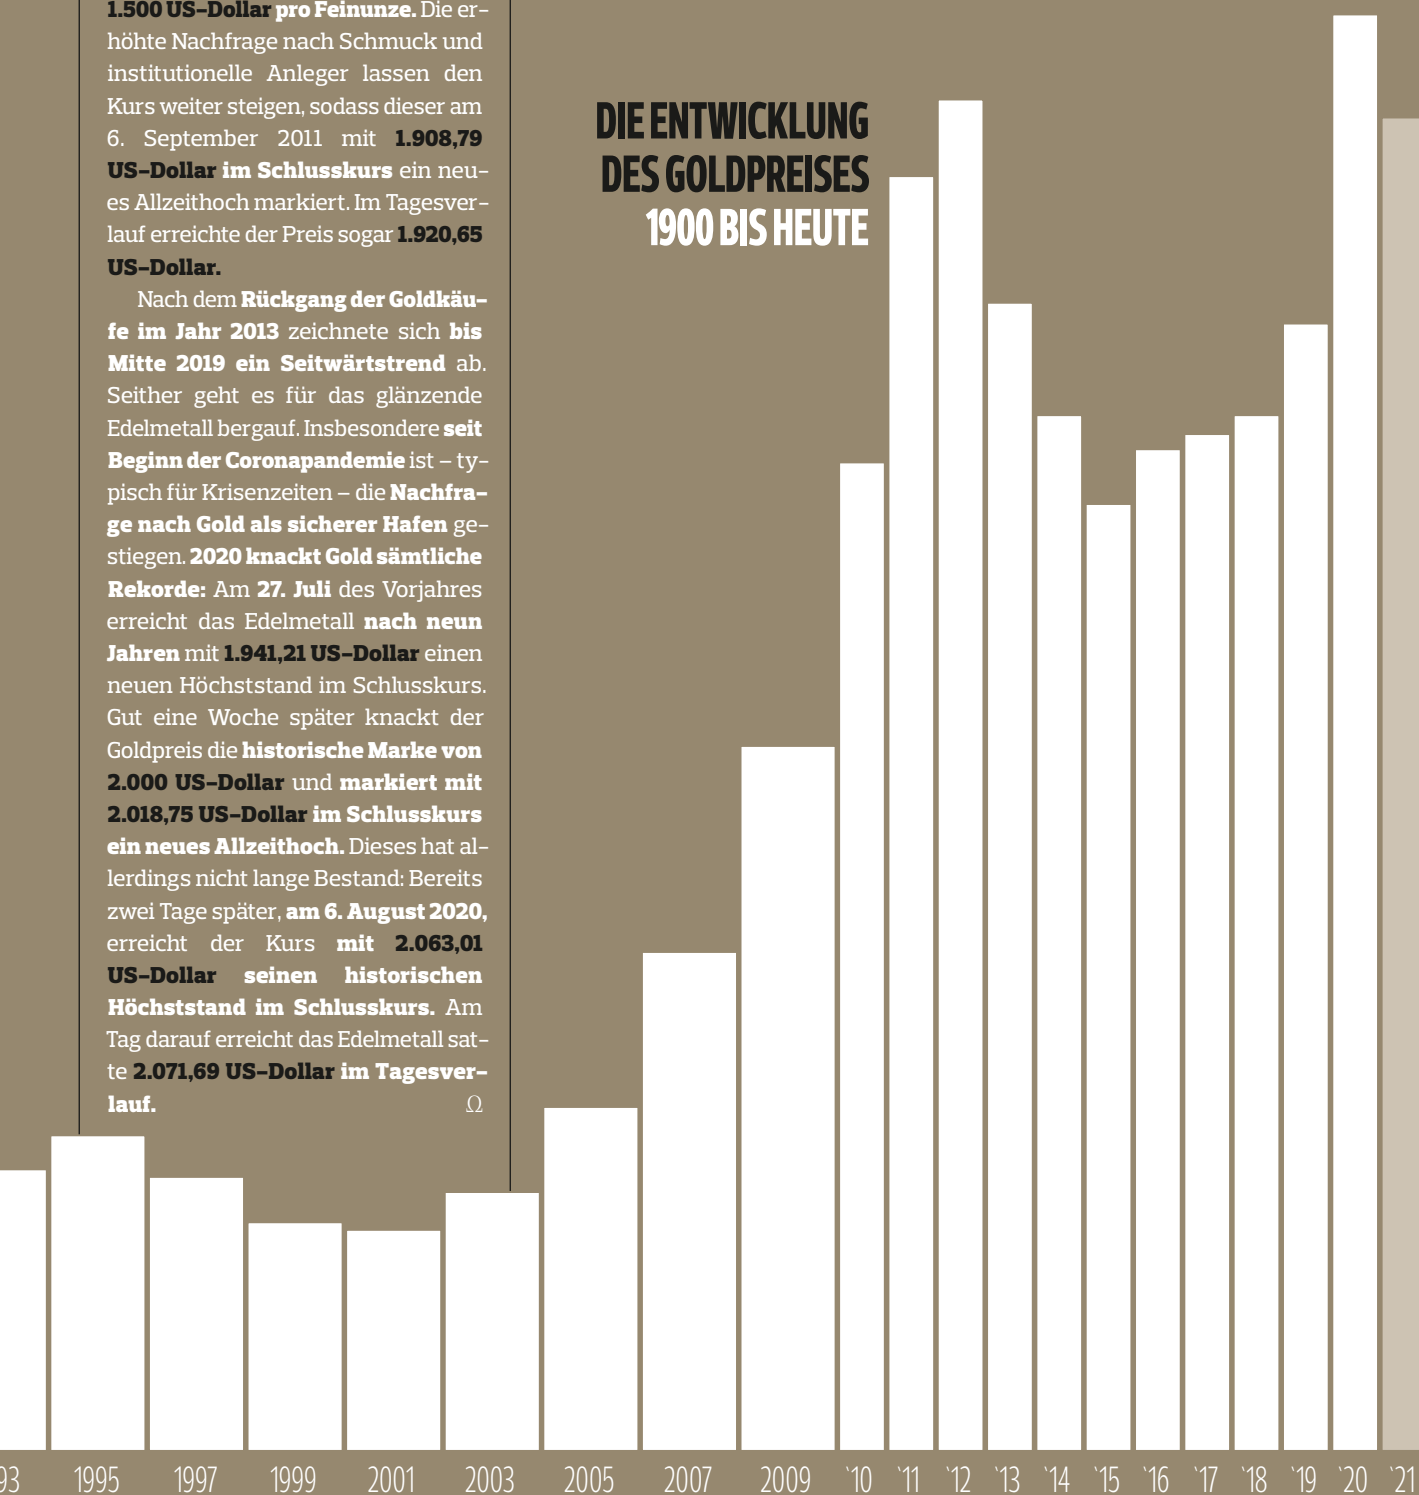 1.500 US-Dollar pro Feinunze. Die er-
höhte Nachfrage nach Schmuck und
institutionelle Anleger lassen den
Kurs weiter steigen, sodass dieser am
6. September 2011 mit 1.908,79
US-Dollar im Schlusskurs ein neu-
es Allzeithoch markiert. Im Tagesver-
lauf erreichte der Preis sogar 1.920,65
US-Dollar.
Nach dem Rückgang der Goldkäu-
fe im Jahr 2013 zeichnete sich bis
Mitte 2019 ein Seitwärtstrend ab.
Seither geht es für das glänzende
Edelmetall bergauf. Insbesondere seit
Beginn der Coronapandemie ist – ty-
pisch für Krisenzeiten – die Nachfra-
ge nach Gold als sicherer Hafen ge-
stiegen. 2020 knackt Gold sämtliche
Rekorde: Am 27. Juli des Vorjahres
erreicht das Edelmetall nach neun
Jahren mit 1.941,21 US-Dollar einen
neuen Höchststand im Schlusskurs.
Gut eine Woche später knackt der
Goldpreis die historische Marke von
2.000 US-Dollar und markiert mit
2.018,75 US-Dollar im Schlusskurs
ein neues Allzeithoch. Dieses hat al-
lerdings nicht lange Bestand: Bereits
zwei Tage später, am 6. August 2020,
erreicht der Kurs mit 2.063,01
US-Dollar seinen historischen
Höchststand im Schlusskurs. Am
Tag darauf erreicht das Edelmetall sat-
te 2.071,69 US-Dollar im Tagesver-
lauf. Ω
DIE ENTWICKLUNG
DES GOLDPREISES
1900 BIS HEUTE
93 1995 1997 1999 2001 2003 2005 2007 2009 `10 `11 `12 `13 `14 `15 `16 `17 `18 `19 `20 `21